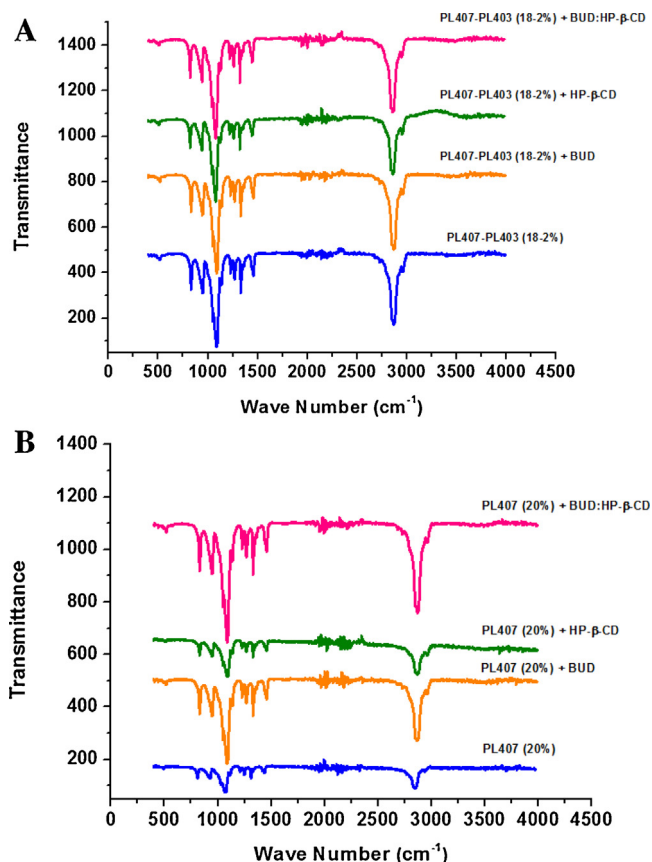 A
PL407-PL403 (18-2%) + BUD:HP-β-CD
PL407-PL403 (18-2%) + HP-β-CD
PL407-PL403 (18-2%) + BUD
PL407-PL403 (18-2%)
Transmittance
1400
1200
1000
800
600
400
200
0 500 1000 1500 2000 2500 3000 3500 4000 4500
Wave Number (cm⁻¹)
B
PL407 (20%) + BUD:HP-β-CD
PL407 (20%) + HP-β-CD
PL407 (20%) + BUD
PL407 (20%)
Transmittance
1400
1200
1000
800
600
400
200
0 500 1000 1500 2000 2500 3000 3500 4000 4500
Wave Number (cm⁻¹)